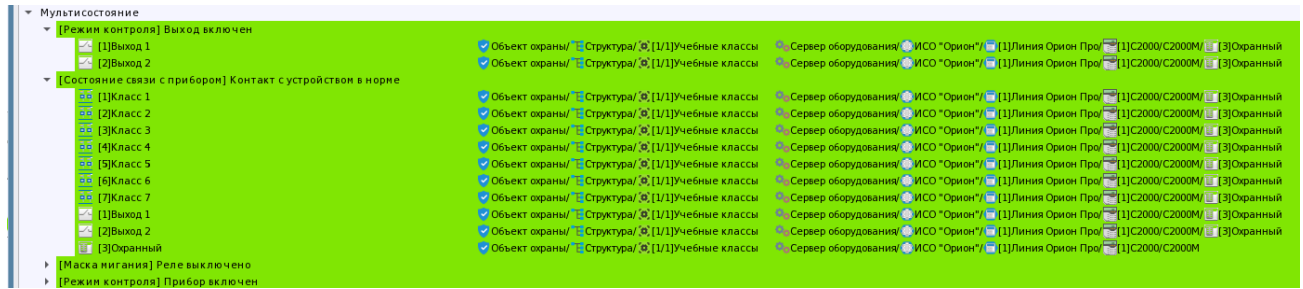 Мультисостояние
[Режим контроля] Выход включен
[1]Выход 1 Объект охраны/ Структура/ [1/1]Учебные классы Сервер оборудования/ ИСО "Орион"/ [1]Линия Орион Про/ [1]С2000/С2000М/ [3]Охранный
[2]Выход 2 Объект охраны/ Структура/ [1/1]Учебные классы Сервер оборудования/ ИСО "Орион"/ [1]Линия Орион Про/ [1]С2000/С2000М/ [3]Охранный
[Состояние связи с прибором] Контакт с устройством в норме
[1]Класс 1 Объект охраны/ Структура/ [1/1]Учебные классы Сервер оборудования/ ИСО "Орион"/ [1]Линия Орион Про/ [1]С2000/С2000М/ [3]Охранный
[2]Класс 2 Объект охраны/ Структура/ [1/1]Учебные классы Сервер оборудования/ ИСО "Орион"/ [1]Линия Орион Про/ [1]С2000/С2000М/ [3]Охранный
[3]Класс 3 Объект охраны/ Структура/ [1/1]Учебные классы Сервер оборудования/ ИСО "Орион"/ [1]Линия Орион Про/ [1]С2000/С2000М/ [3]Охранный
[4]Класс 4 Объект охраны/ Структура/ [1/1]Учебные классы Сервер оборудования/ ИСО "Орион"/ [1]Линия Орион Про/ [1]С2000/С2000М/ [3]Охранный
[5]Класс 5 Объект охраны/ Структура/ [1/1]Учебные классы Сервер оборудования/ ИСО "Орион"/ [1]Линия Орион Про/ [1]С2000/С2000М/ [3]Охранный
[6]Класс 6 Объект охраны/ Структура/ [1/1]Учебные классы Сервер оборудования/ ИСО "Орион"/ [1]Линия Орион Про/ [1]С2000/С2000М/ [3]Охранный
[7]Класс 7 Объект охраны/ Структура/ [1/1]Учебные классы Сервер оборудования/ ИСО "Орион"/ [1]Линия Орион Про/ [1]С2000/С2000М/ [3]Охранный
[1]Выход 1 Объект охраны/ Структура/ [1/1]Учебные классы Сервер оборудования/ ИСО "Орион"/ [1]Линия Орион Про/ [1]С2000/С2000М/ [3]Охранный
[2]Выход 2 Объект охраны/ Структура/ [1/1]Учебные классы Сервер оборудования/ ИСО "Орион"/ [1]Линия Орион Про/ [1]С2000/С2000М/ [3]Охранный
[3]Охранный Объект охраны/ Структура/ [1/1]Учебные классы Сервер оборудования/ ИСО "Орион"/ [1]Линия Орион Про/ [1]С2000/С2000М
[Маска мигания] Реле выключено
[Режим контроля] Прибор включен